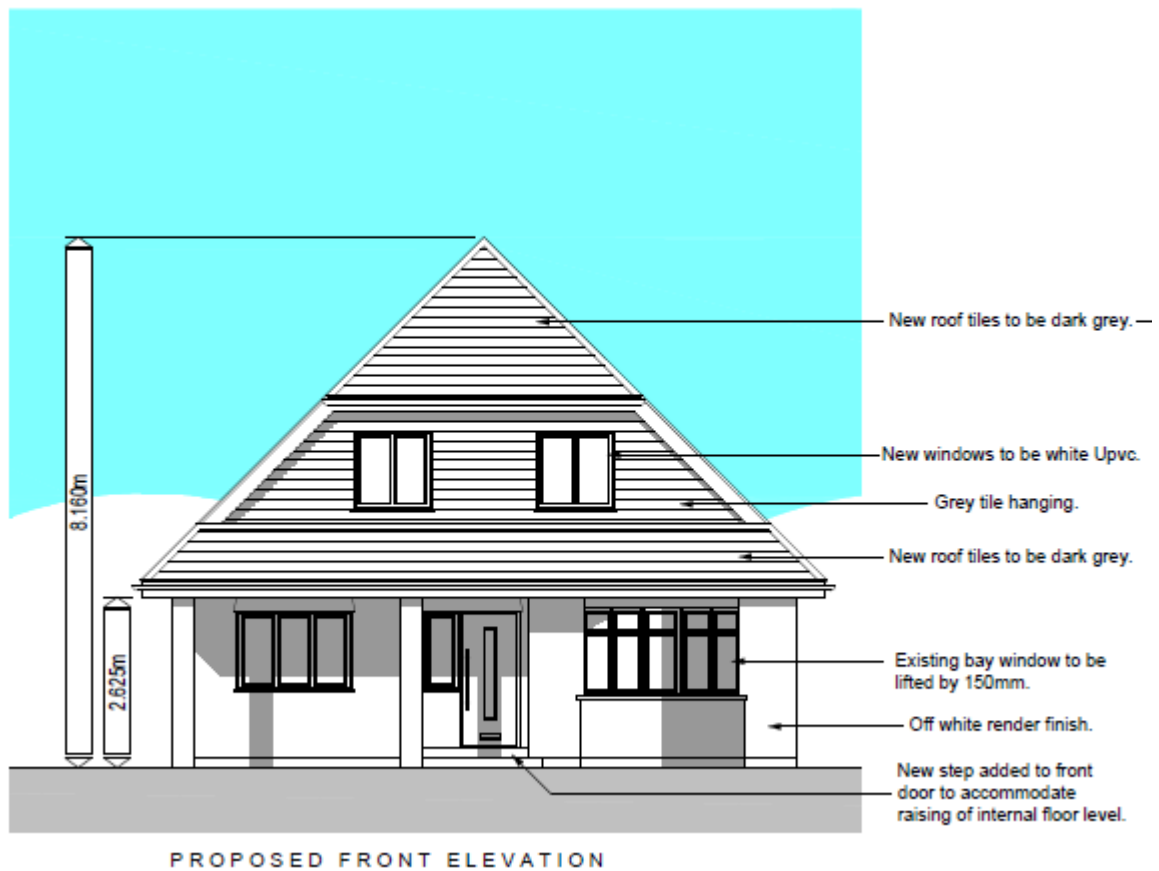 New roof tiles to be dark grey.
New windows to be white Upvc.
Grey tile hanging.
8.160m
New roof tiles to be dark grey.
2.625m
Existing bay window to be
lifted by 150mm.
Off white render finish.
New step added to front
door to accommodate
raising of internal floor level.
PROPOSED FRONT ELEVATION